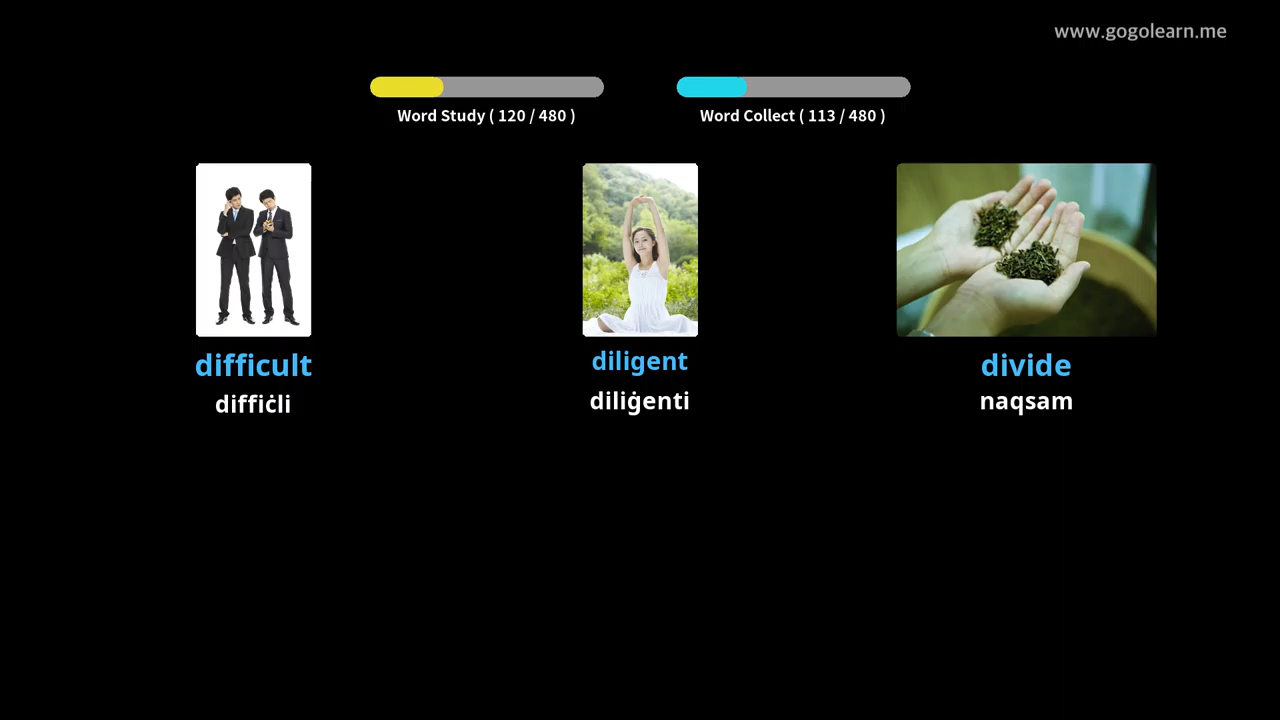 www.gogolearn.me
Word Study ( 120 / 480 )
Word Collect ( 113 / 480 )
difficult
diffiċli
diligent
diliġenti
divide
naqsam